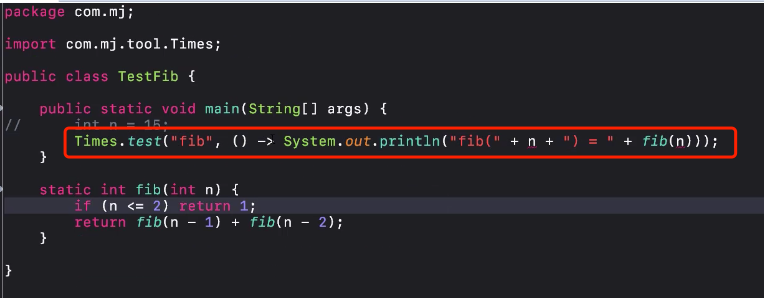 package com.mj;
import com.mj.tool.Times;
public class TestFib {
public static void main(String[] args) {
// int n = 15;
Times.test("fib", () -> System.out.println("fib(" + n + ") = " + fib(n)));
}
static int fib(int n) {
if (n <= 2) return 1;
return fib(n - 1) + fib(n - 2);
}
}